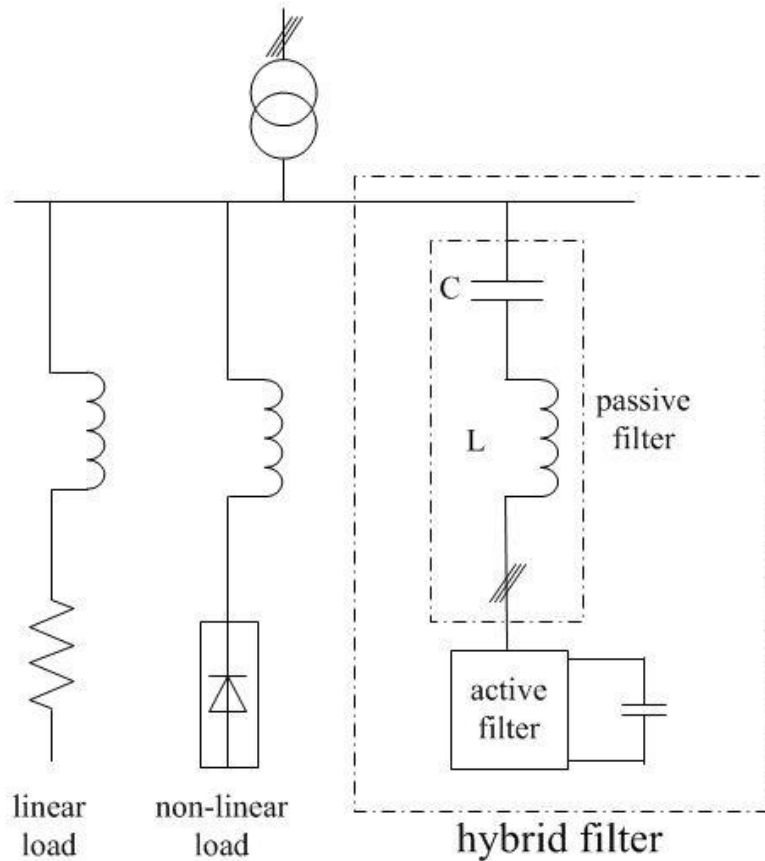 C
L
passive
filter
active
filter
linear
load
non-linear
load
hybrid filter